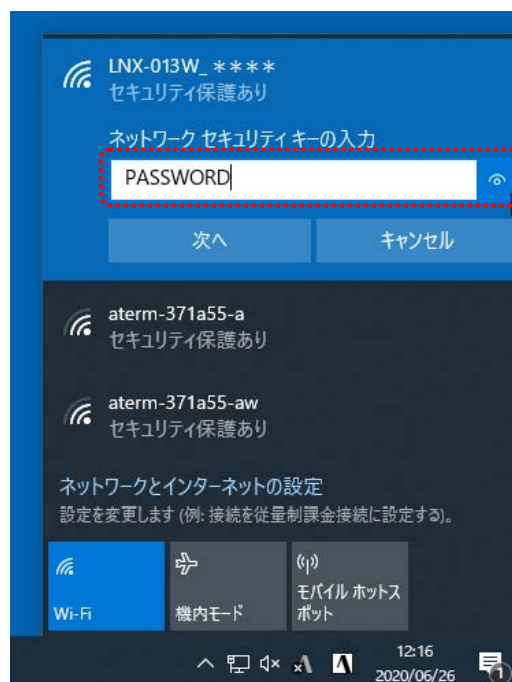 LNX-013W_＊＊＊＊
セキュリティ保護あり
ネットワーク セキュリティ キーの入力
PASSWORD
次へ
キャンセル
aterm-371a55-a
セキュリティ保護あり
aterm-371a55-aw
セキュリティ保護あり
ネットワークとインターネットの設定
設定を変更します (例: 接続を従量制課金接続に設定する)。
Wi-Fi
機内モード
モバイル ホットス
ポット
A
12:16
2020/06/26
1